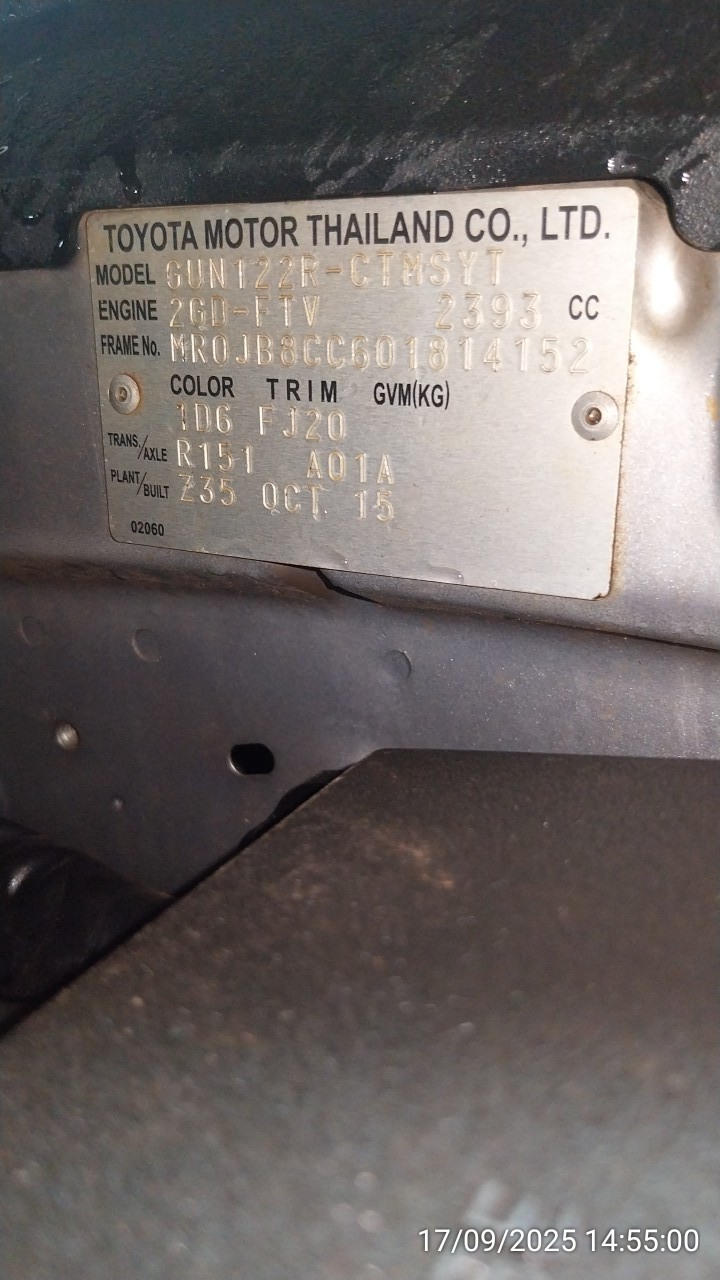 TOYOTA MOTOR THAILAND CO., LTD.
MODEL GUN122R-CTMSYT
ENGINE 2GD-FTV 2393 CC
FRAME No. MR0JB8CC601814152
COLOR TRIM GVM(KG)
1D6 FJ20
TRANS./AXLE R151 A01A
PLANT/BUILT Z35 OCT 15
02060
17/09/2025 14:55:00